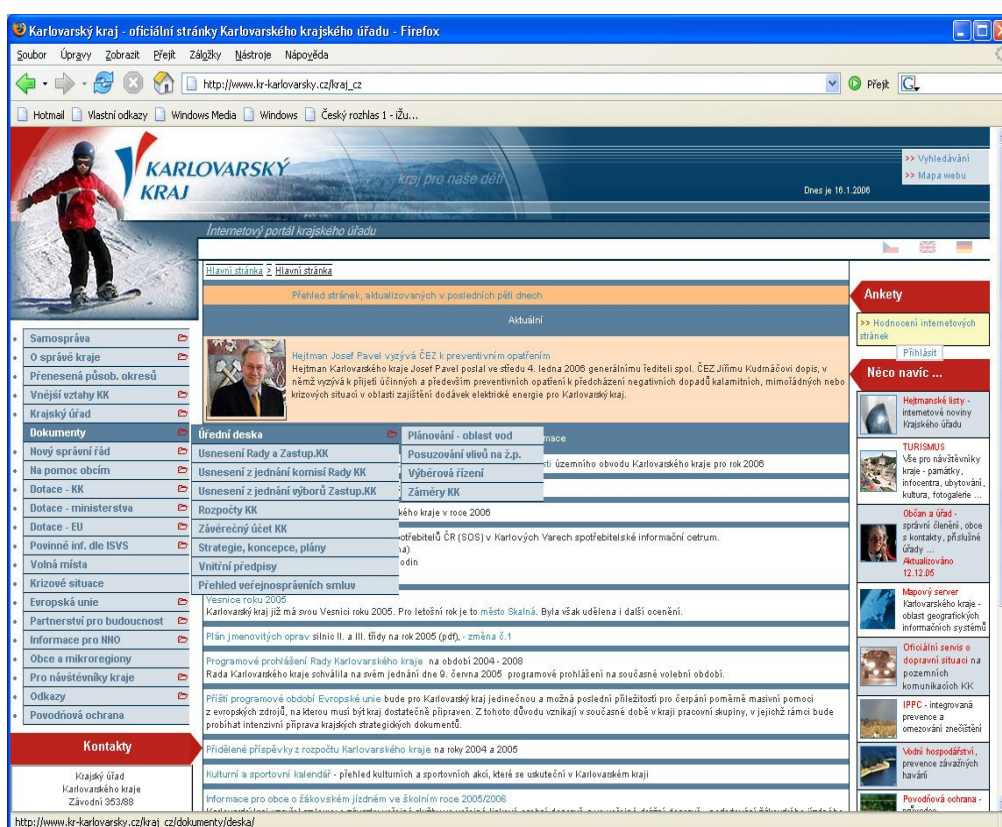 Karlovarský kraj - oficiální stránky Karlovarského krajského úřadu - Firefox
Soubor Úpravy Zobrazit Přejít Záložky Nástroje Nápověda
http://www.kr-karlovarsky.cz/kraj_cz
Přejít
Hotmail Vlastní odkazy Windows Media Windows Český rozhlas 1 - iŽu...
KARLOVARSKÝ
KRAJ
kraj pro naše děti
>> Vyhledávání
>> Mapa webu
Dnes je 16.1.2006
Internetový portál krajského úřadu
Hlavní stránka > Hlavní stránka
Přehled stránek, aktualizovaných v posledních pěti dnech
Aktuální
Hejtman Josef Pavel vyzývá ČEZ k preventivním opatřením
Hejtman Karlovarského kraje Josef Pavel poslal ve středu 4. ledna 2006 generálnímu řediteli spol. ČEZ Jiřímu Kudrnáčovi dopis, v
němž vyzývá k přijetí účinných a především preventivních opatření k předcházení negativních dopadů kalamitních, mimořádných nebo
krizových situací v oblasti zajištění dodávek elektrické energie pro Karlovarský kraj.
Samospráva
O správě kraje
Přenesená působ. okresů
Vnější vztahy KK
Krajský úřad
Dokumenty
Nový správní řád
Na pomoc obcím
Dotace - KK
Dotace - ministerstva
Dotace - EU
Povinné inf. dle ISVS
Volná místa
Krizové situace
Evropská unie
Partnerství pro budoucnost
Informace pro NNO
Obce a mikroregiony
Pro návštěvníky kraje
Odkazy
Povodňová ochrana
Úřední deska
Usnesení Rady a Zastup.KK
Usnesení z jednání komisí Rady KK
Usnesení z jednání výborů Zastup.KK
Rozpočty KK
Závěrečný účet KK
Strategie, koncepce, plány
Vnitřní předpisy
Přehled veřejnosprávních smluv
Plánování - oblast vod
Posuzování vlivů na ž.p.
Výběrová řízení
Záměry KK
mace
sti územního obvodu Karlovarského kraje pro rok 2006
kého kraje v roce 2006
otřebitelů ČR (SOS) v Karlových Varech spotřebitelské informační cetrum.
na)
odin
Vesnice roku 2005
Karlovarský kraj již má svou Vesnici roku 2005. Pro letošní rok je to město Skalná. Byla však udělena i další ocenění.
Plán jmenovitých oprav silnic II. a III. třídy na rok 2005 (pdf), - změna č.1
Programové prohlášení Rady Karlovarského kraje na období 2004 - 2008
Rada Karlovarského kraje schválila na svém jednání dne 9. června 2005 programové prohlášení na současné volební období.
Příští programové období Evropské unie bude pro Karlovarský kraj jedinečnou a možná poslední příležitostí pro čerpání poměrně masivní pomoci
z evropských zdrojů, na kterou musí být kraj dostatečně připraven. Z tohoto důvodu vznikají v současné době v kraji pracovní skupiny, v jejichž rámci bude
probíhat intenzivní příprava krajských strategických dokumentů.
Přidělené příspěvky z rozpočtu Karlovarského kraje na roky 2004 a 2005
Kulturní a sportovní kalendář - přehled kulturních a sportovních akcí, které se uskuteční v Karlovarském kraji
Informace pro obce o žákovském jízdném ve školním roce 2005/2006
Kontakty
Krajský úřad
Karlovarského kraje
Závodní 353/88
Ankety
>> Hodnocení internetových
stránek
Přihlásit
Něco navíc ...
Hejtmanské listy -
internetové noviny
Krajského úřadu
TURISMUS
Vše pro návštěvníky
kraje - památky,
infocentra, ubytování,
kultura, fotogalerie ...
Občan a úřad -
správní členění, obce
s kontakty, příslušné
úřady ...
Aktualizováno
12.12.05
Mapový server
Karlovarského kraje -
oblast geografických
informačních systémů
Oficiální servis o
dopravní situaci na
pozemních
komunikacích KK
IPPC - integrovaná
prevence a
omezování znečištění
Vodní hospodářství,
prevence závažných
havárií
Povodňová ochrana -
http://www.kr-karlovarsky.cz/kraj_cz/dokumenty/deska/